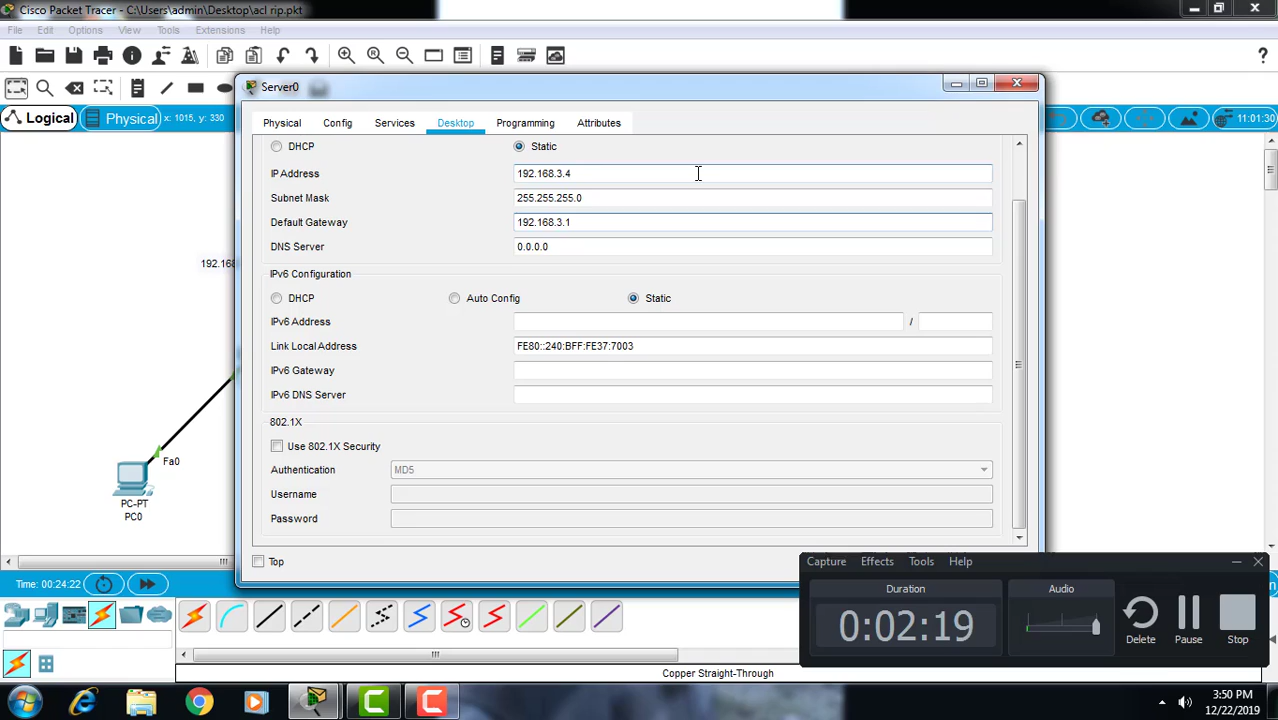 Cisco Packet Tracer - C:\Users\admin\Desktop\acl rip.pkt
File Edit Options View Tools Extensions Help
Server0
Logical Physical x: 1015, y: 330 11:01:30
Physical Config Services Desktop Programming Attributes
DHCP Static
IP Address 192.168.3.4
Subnet Mask 255.255.255.0
Default Gateway 192.168.3.1
DNS Server 0.0.0.0
192.168
IPv6 Configuration
DHCP Auto Config Static
IPv6 Address /
Link Local Address FE80::240:BFF:FE37:7003
IPv6 Gateway
IPv6 DNS Server
802.1X
Use 802.1X Security
Authentication MD5
Username
Password
Fa0
PC-PT
PC0
Top
Time: 00:24:22
Capture Effects Tools Help
Duration Audio
0:02:19
Delete Pause Stop
Copper Straight-Through
3:50 PM
12/22/2019